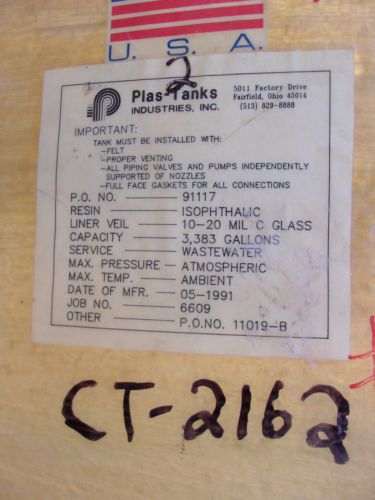 U.S.A.
2
Plas-Tanks
INDUSTRIES, INC.
5011 Factory Drive
Fairfield, Ohio 45014
(513) 829-8888
IMPORTANT:
TANK MUST BE INSTALLED WITH:
-FELT
-PROPER VENTING
-ALL PIPING VALVES AND PUMPS INDEPENDENTLY
SUPPORTED OF NOZZLES
-FULL FACE GASKETS FOR ALL CONNECTIONS
P.O. NO. 91117
RESIN ISOPHTHALIC
LINER VEIL 10-20 MIL C GLASS
CAPACITY 3,383 GALLONS
SERVICE WASTEWATER
MAX. PRESSURE ATMOSPHERIC
MAX. TEMP. AMBIENT
DATE OF MFR. 05-1991
JOB NO. 6609
OTHER P.O.NO. 11019-B
CT-2162